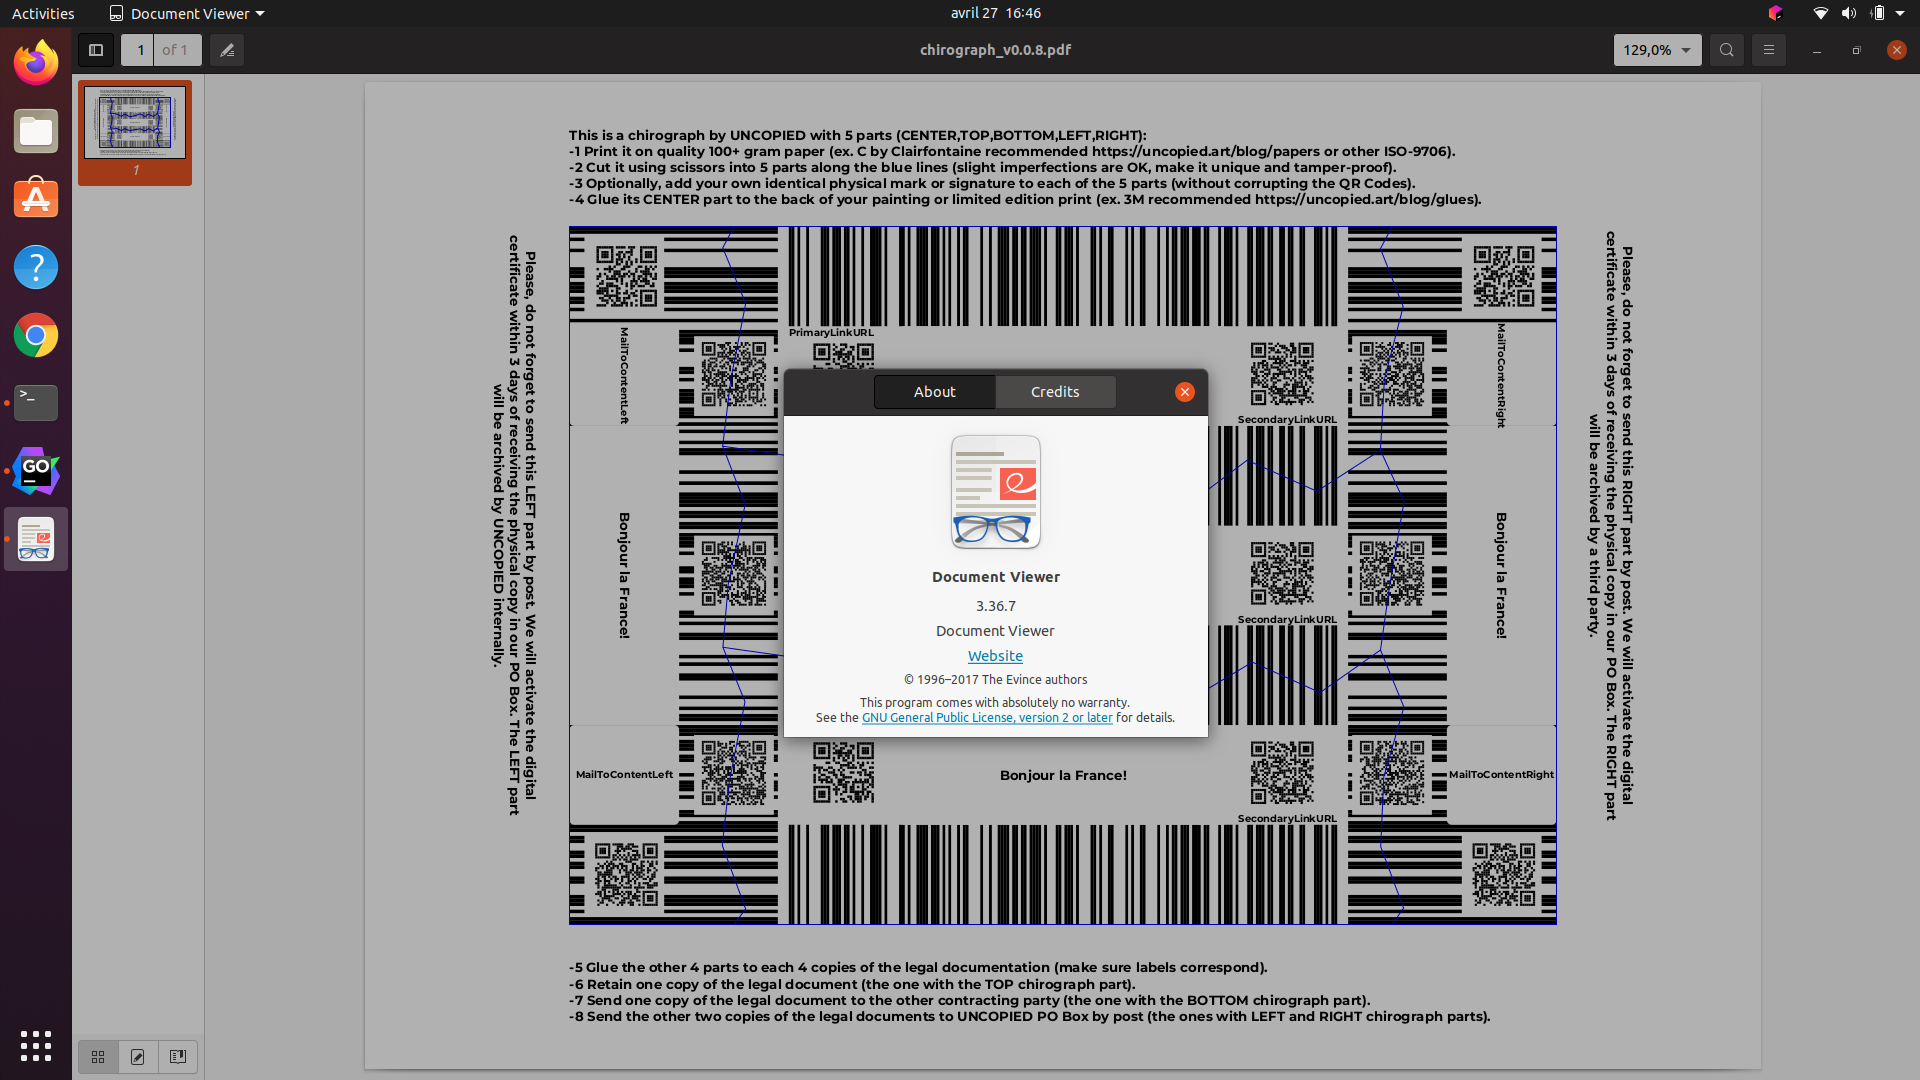 Activities
Document Viewer
avril 27 16:46
1 of 1
chirograph_v0.0.8.pdf
129,0%
1
This is a chirograph by UNCOPIED with 5 parts (CENTER,TOP,BOTTOM,LEFT,RIGHT):
-1 Print it on quality 100+ gram paper (ex. C by Clairfontaine recommended https://uncopied.art/blog/papers or other ISO-9706).
-2 Cut it using scissors into 5 parts along the blue lines (slight imperfections are OK, make it unique and tamper-proof).
-3 Optionally, add your own identical physical mark or signature to each of the 5 parts (without corrupting the QR Codes).
-4 Glue its CENTER part to the back of your painting or limited edition print (ex. 3M recommended https://uncopied.art/blog/glues).
Please, do not forget to send this LEFT part by post. We will activate the digital
certificate within 3 days of receiving the physical copy in our PO Box. The LEFT part
will be archived by UNCOPIED internally.
MailToContentLeft
Bonjour la France!
MailToContentLeft
PrimaryLinkURL
SecondaryLinkURL
SecondaryLinkURL
Bonjour la France!
SecondaryLinkURL
MailToContentRight
Bonjour la France!
MailToContentRight
Please, do not forget to send this RIGHT part by post. We will activate the digital
certificate within 3 days of receiving the physical copy in our PO Box. The RIGHT part
will be archived by a third party.
About
Credits
Document Viewer
3.36.7
Document Viewer
Website
© 1996–2017 The Evince authors
This program comes with absolutely no warranty.
See the GNU General Public License, version 2 or later for details.
-5 Glue the other 4 parts to each 4 copies of the legal documentation (make sure labels correspond).
-6 Retain one copy of the legal document (the one with the TOP chirograph part).
-7 Send one copy of the legal document to the other contracting party (the one with the BOTTOM chirograph part).
-8 Send the other two copies of the legal documents to UNCOPIED PO Box by post (the ones with LEFT and RIGHT chirograph parts).
GO